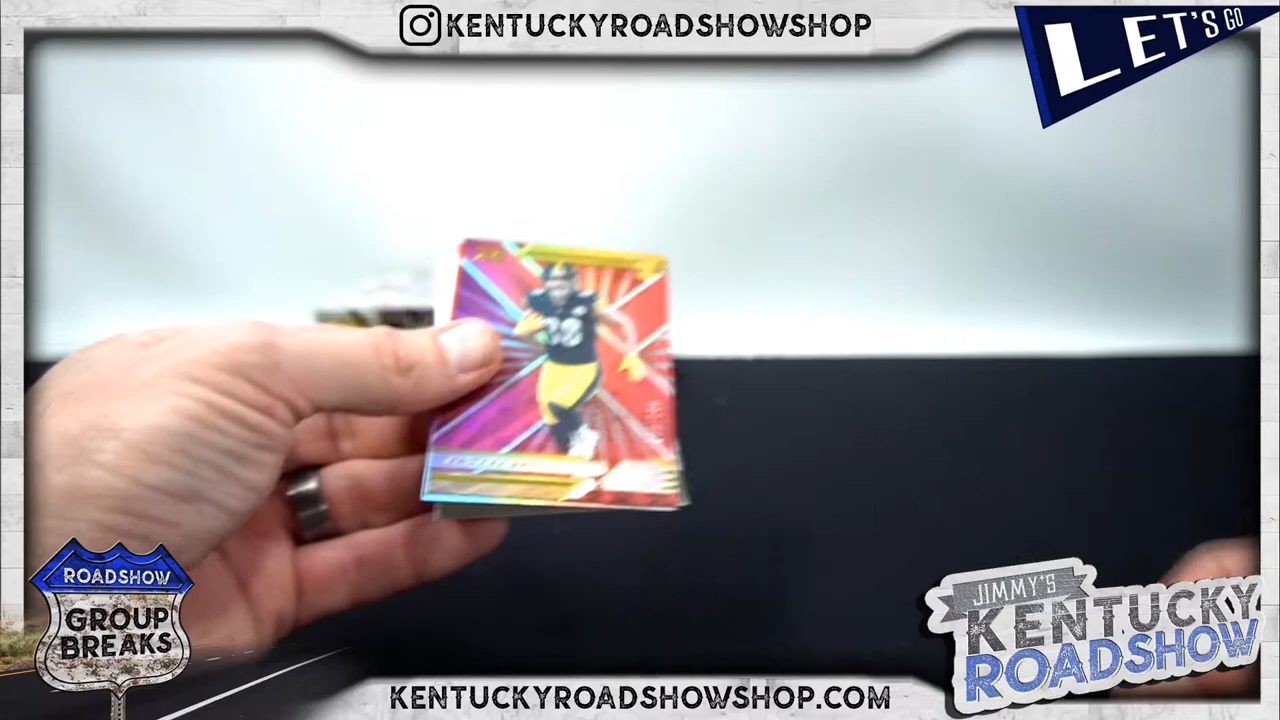 KENTUCKYROADSHOWSHOP
LET'S GO
ROADSHOW
GROUP
BREAKS
JIMMY'S
KENTUCKY
ROADSHOW
KENTUCKYROADSHOWSHOP.COM